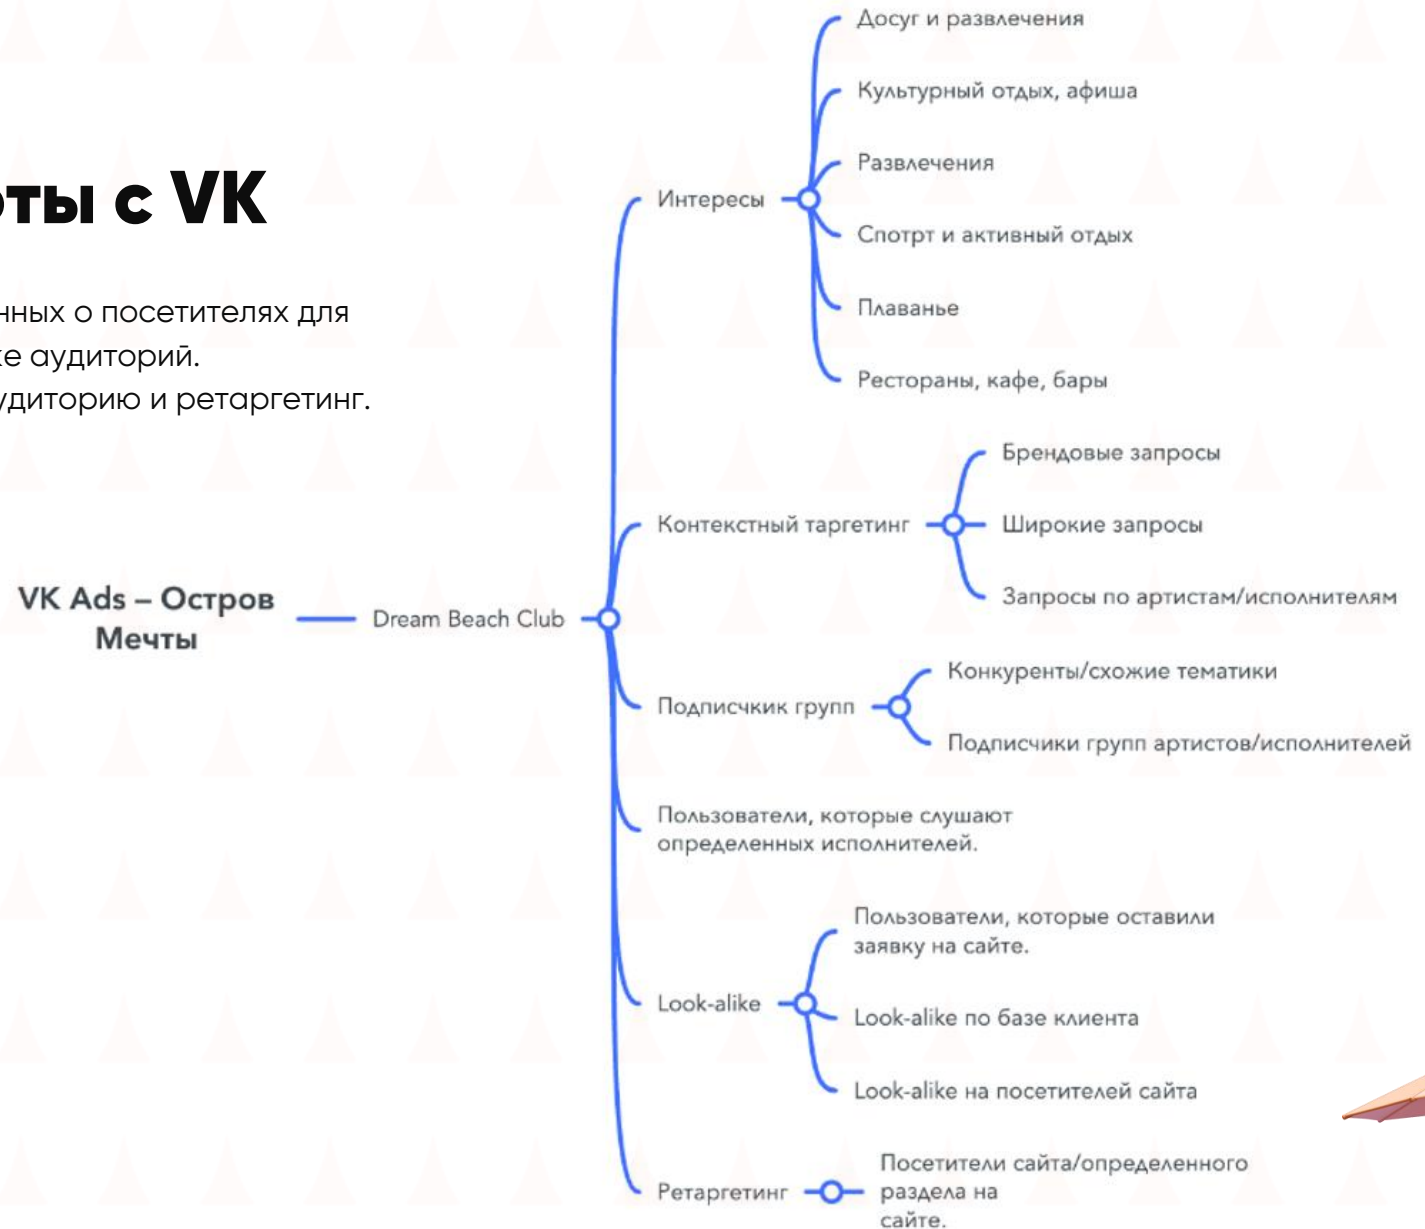 оты с VK
нных о посетителях для
ке аудиторий.
удиторию и ретаргетинг.
VK Ads – Остров
Мечты
Dream Beach Club
Интересы
Досуг и развлечения
Культурный отдых, афиша
Развлечения
Спотрт и активный отдых
Плаванье
Рестораны, кафе, бары
Контекстный таргетинг
Брендовые запросы
Широкие запросы
Запросы по артистам/исполнителям
Подписчкик групп
Конкуренты/схожие тематики
Подписчики групп артистов/исполнителей
Пользователи, которые слушают
определенных исполнителей.
Look-alike
Пользователи, которые оставили
заявку на сайте.
Look-alike по базе клиента
Look-alike на посетителей сайта
Ретаргетинг
Посетители сайта/определенного
раздела на
сайте.